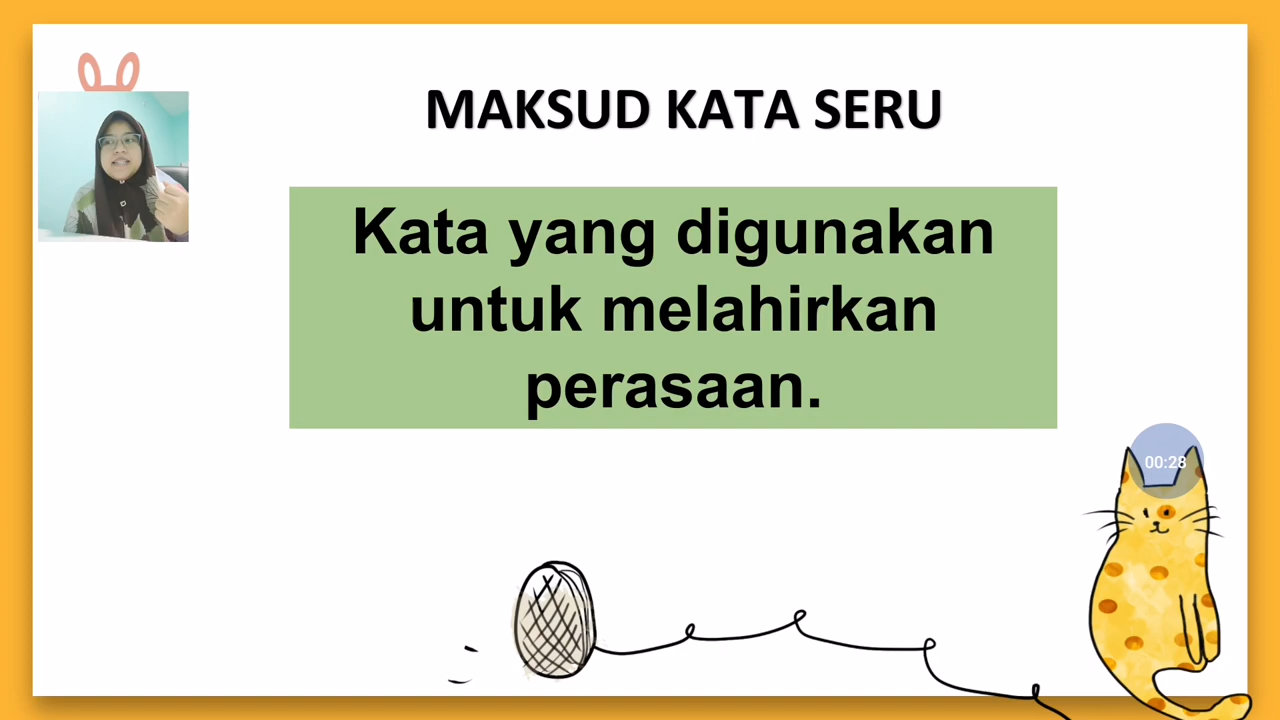 MAKSUD KATA SERU
Kata yang digunakan
untuk melahirkan
perasaan.
00:28